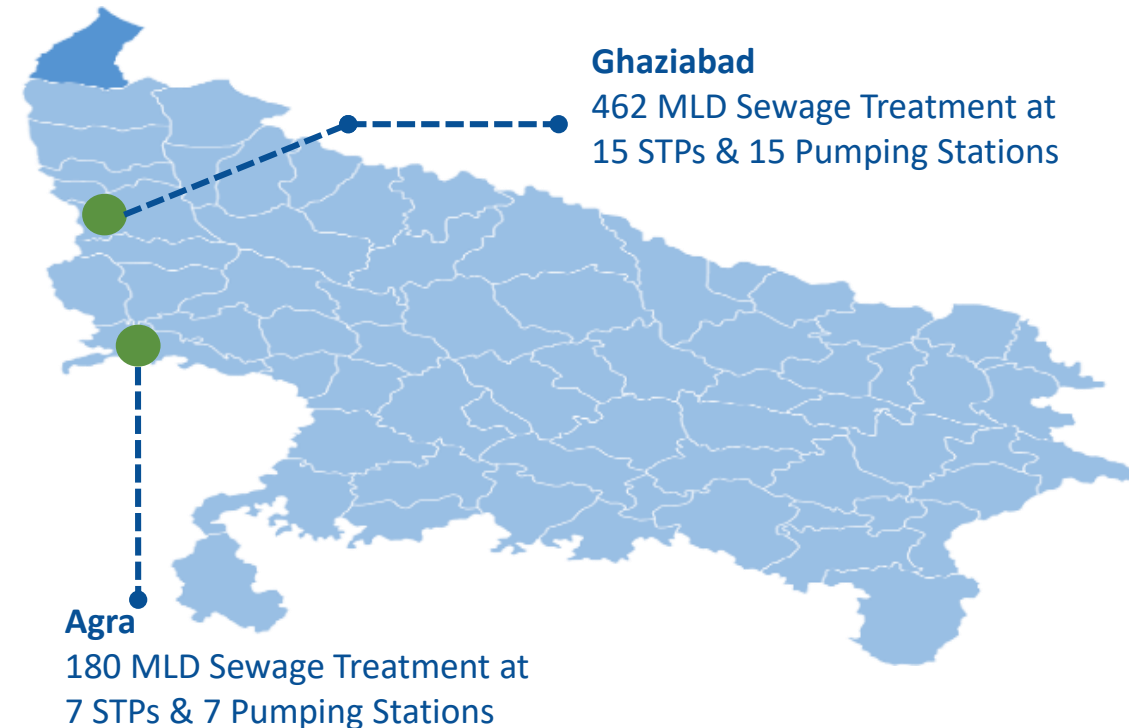 Ghaziabad
462 MLD Sewage Treatment at
15 STPs & 15 Pumping Stations
Agra
180 MLD Sewage Treatment at
7 STPs & 7 Pumping Stations